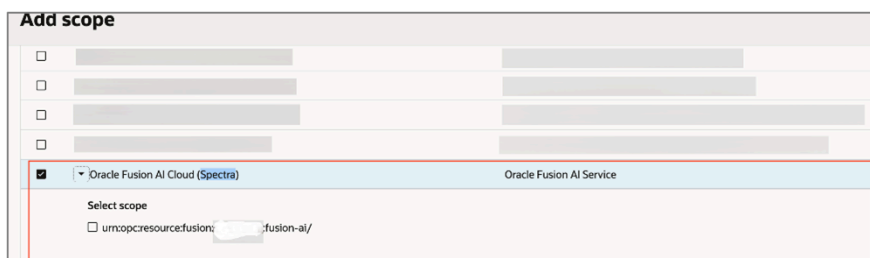 Add scope
Oracle Fusion AI Cloud (Spectra) Oracle Fusion AI Service
Select scope
urn:opc:resource:fusion: :fusion-ai/